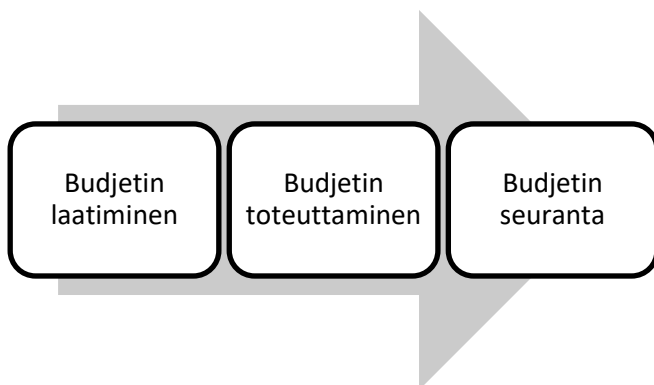 Budjetin
laatiminen
Budjetin
toteuttaminen
Budjetin
seuranta